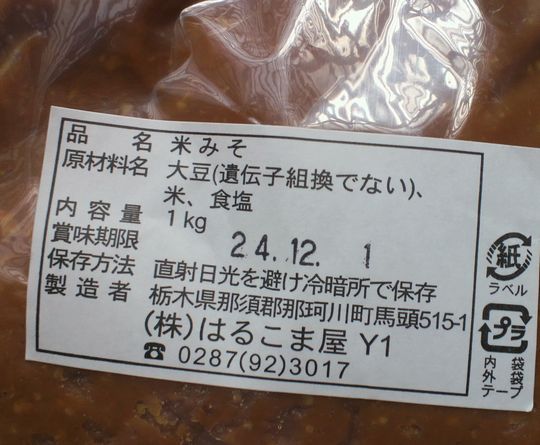 品名 米みそ
原材料名 大豆(遺伝子組換でない)、
米、食塩
内容量 1kg
賞味期限 24.12. 1
保存方法 直射日光を避け冷暗所で保存
製造者 栃木県那須郡那珂川町馬頭515-1
(株)はるこま屋 Y1
☎ 0287(92)3017
紙
ラベル
プラ
内袋
外袋
テープ